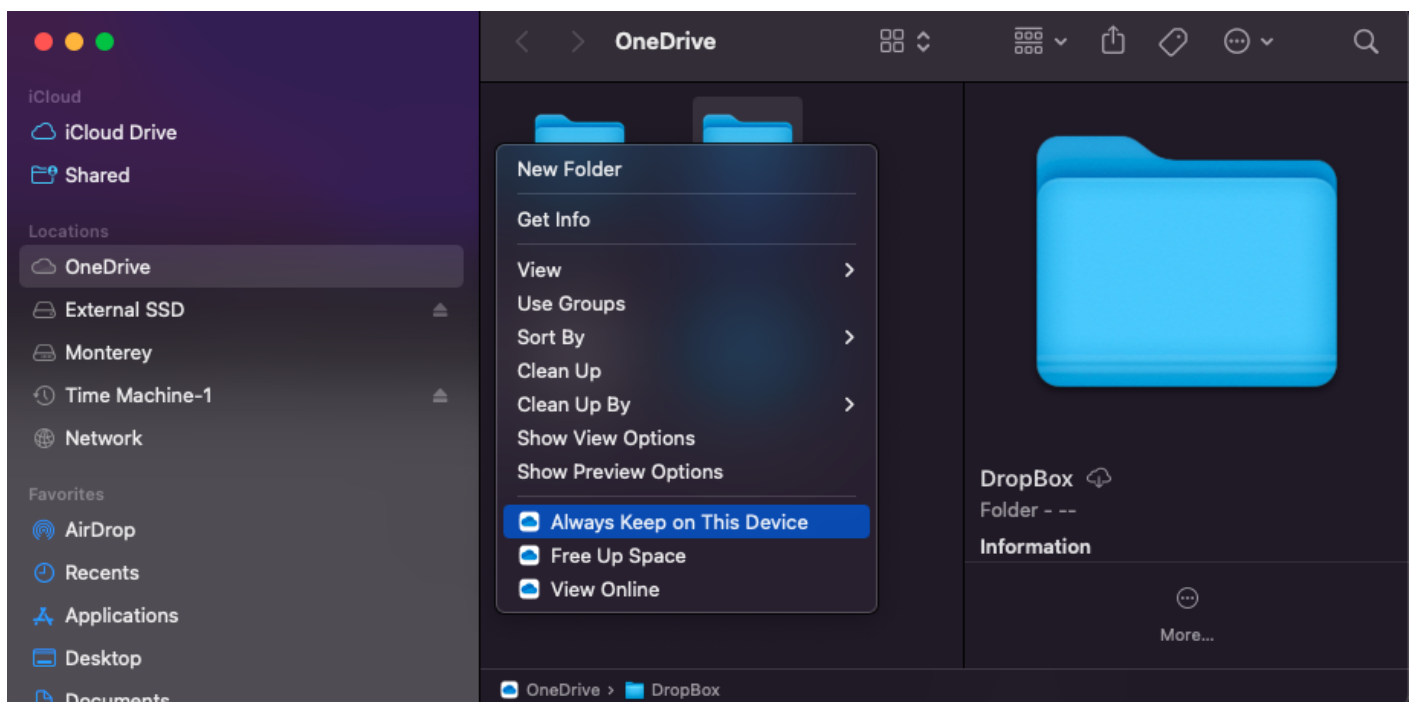 iCloud
iCloud Drive
Shared
Locations
OneDrive
External SSD
Monterey
Time Machine-1
Network
Favorites
AirDrop
Recents
Applications
Desktop
Documents
OneDrive
New Folder
Get Info
View
Use Groups
Sort By
Clean Up
Clean Up By
Show View Options
Show Preview Options
Always Keep on This Device
Free Up Space
View Online
DropBox
Folder - --
Information
More...
OneDrive › DropBox